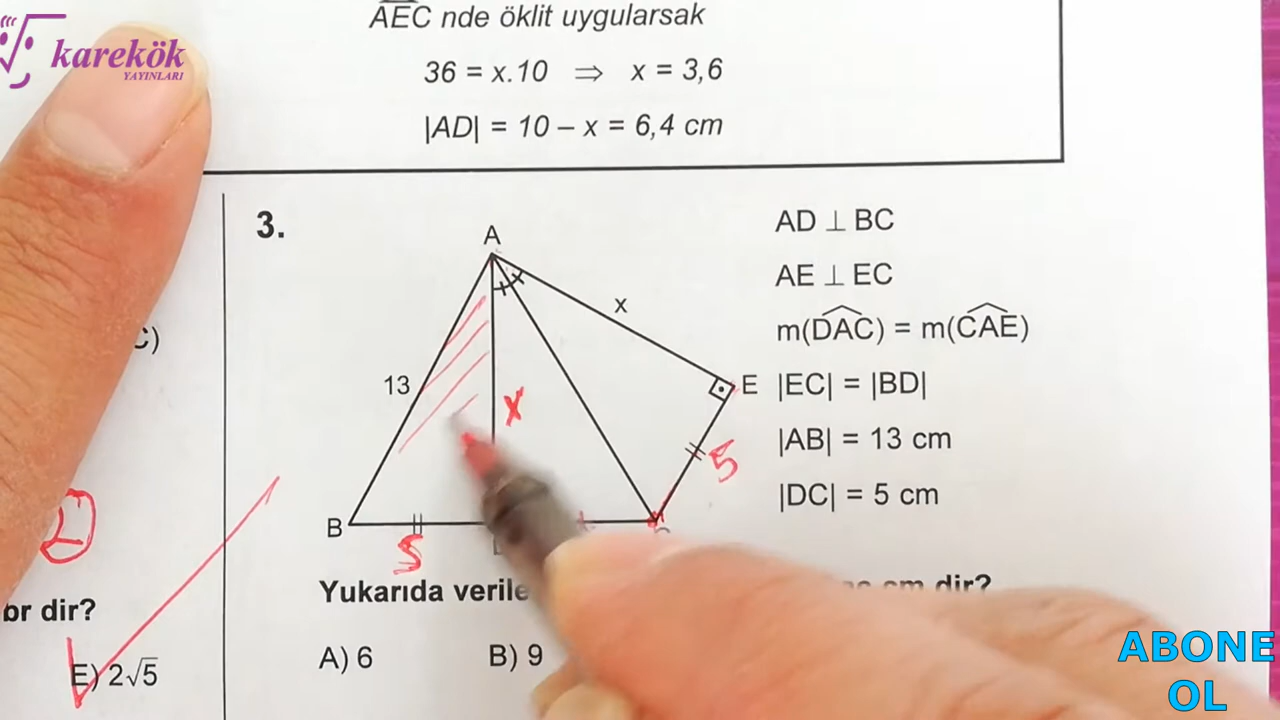 karekök
YAYINLARI
AEC nde öklit uygularsak
36 = x.10 ⇒ x = 3,6
|AD| = 10 – x = 6,4 cm
3.
A
x
13
X
E
5
B
5
AD ⊥ BC
AE ⊥ EC
m(DAC) = m(CAE)
|EC| = |BD|
|AB| = 13 cm
|DC| = 5 cm
Yukarıda
cm dir?
A) 6
B) 9
2
br dir?
E) 2√5
ABONE
OL